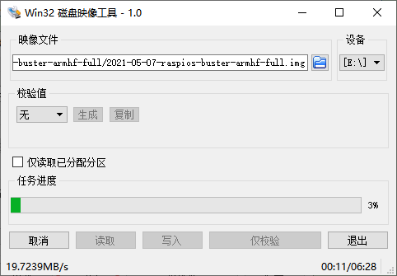 Win32 磁盘映像工具 - 1.0
映像文件
设备
-buster-armhf-full/2021-05-07-raspios-buster-armhf-full.img
[E:\]
校验值
无
生成
复制
仅读取已分配分区
任务进度
3%
取消
读取
写入
仅校验
退出
19.7239MB/s
00:11/06:28